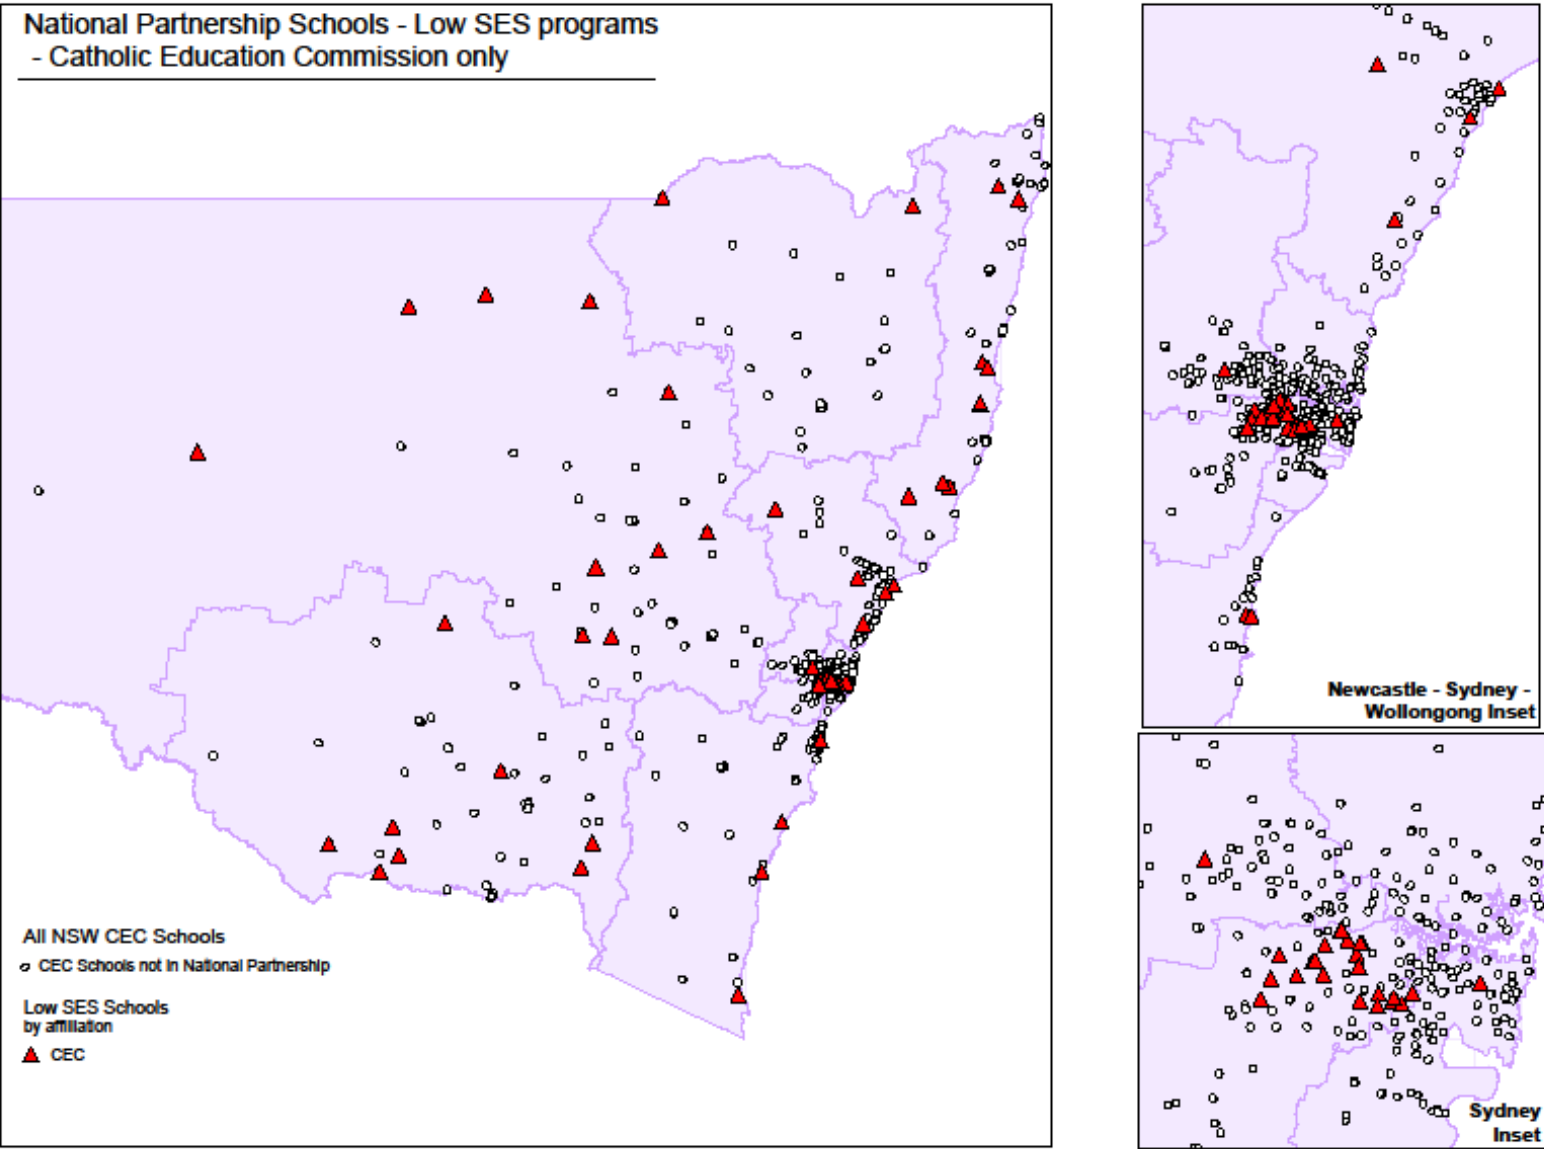 National Partnership Schools - Low SES programs
- Catholic Education Commission only
All NSW CEC Schools
CEC Schools not in National Partnership
Low SES Schools
by affiliation
CEC
Newcastle - Sydney -
Wollongong Inset
Sydney
Inset